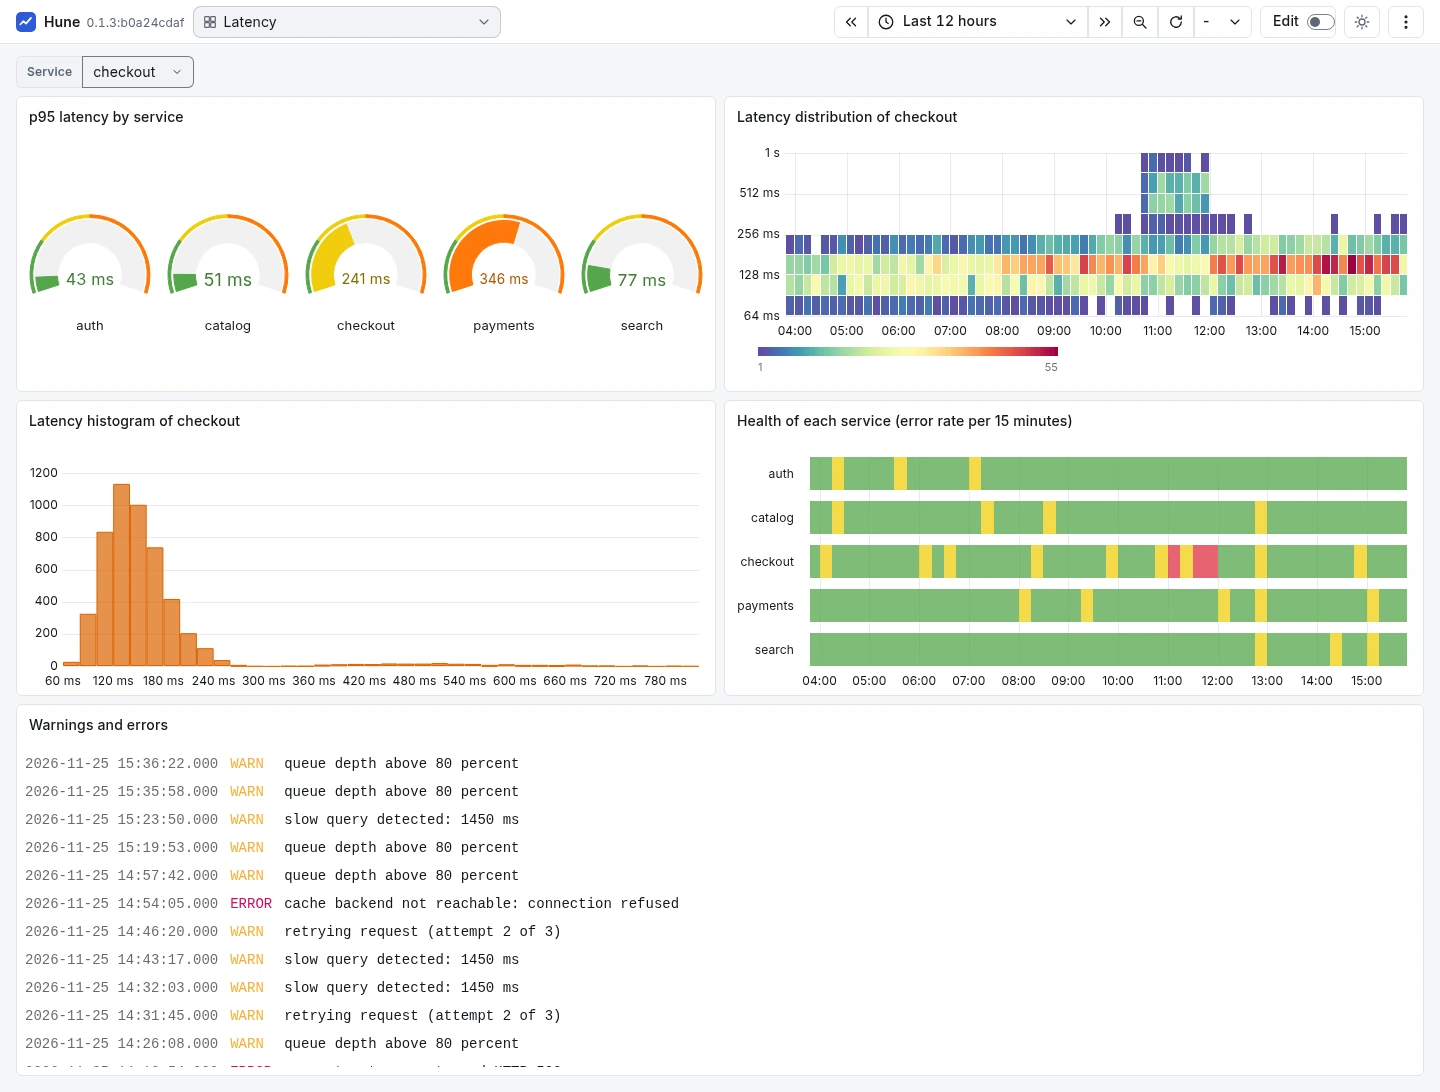 Hune 0.1.3:b0a24cdaf Latency Last 12 hours - Edit
Service checkout
p95 latency by service
43 ms 51 ms 241 ms 346 ms 77 ms
auth catalog checkout payments search
Latency distribution of checkout
1 s
512 ms
256 ms
128 ms
64 ms
04:00 05:00 06:00 07:00 08:00 09:00 10:00 11:00 12:00 13:00 14:00 15:00
1 55
Latency histogram of checkout
1200
1000
800
600
400
200
0
60 ms 120 ms 180 ms 240 ms 300 ms 360 ms 420 ms 480 ms 540 ms 600 ms 660 ms 720 ms 780 ms
Health of each service (error rate per 15 minutes)
auth
catalog
checkout
payments
search
04:00 05:00 06:00 07:00 08:00 09:00 10:00 11:00 12:00 13:00 14:00 15:00
Warnings and errors
2026-11-25 15:36:22.000 WARN queue depth above 80 percent
2026-11-25 15:35:58.000 WARN queue depth above 80 percent
2026-11-25 15:23:50.000 WARN slow query detected: 1450 ms
2026-11-25 15:19:53.000 WARN queue depth above 80 percent
2026-11-25 14:57:42.000 WARN queue depth above 80 percent
2026-11-25 14:54:05.000 ERROR cache backend not reachable: connection refused
2026-11-25 14:46:20.000 WARN retrying request (attempt 2 of 3)
2026-11-25 14:43:17.000 WARN slow query detected: 1450 ms
2026-11-25 14:32:03.000 WARN slow query detected: 1450 ms
2026-11-25 14:31:45.000 WARN retrying request (attempt 2 of 3)
2026-11-25 14:26:08.000 WARN queue depth above 80 percent